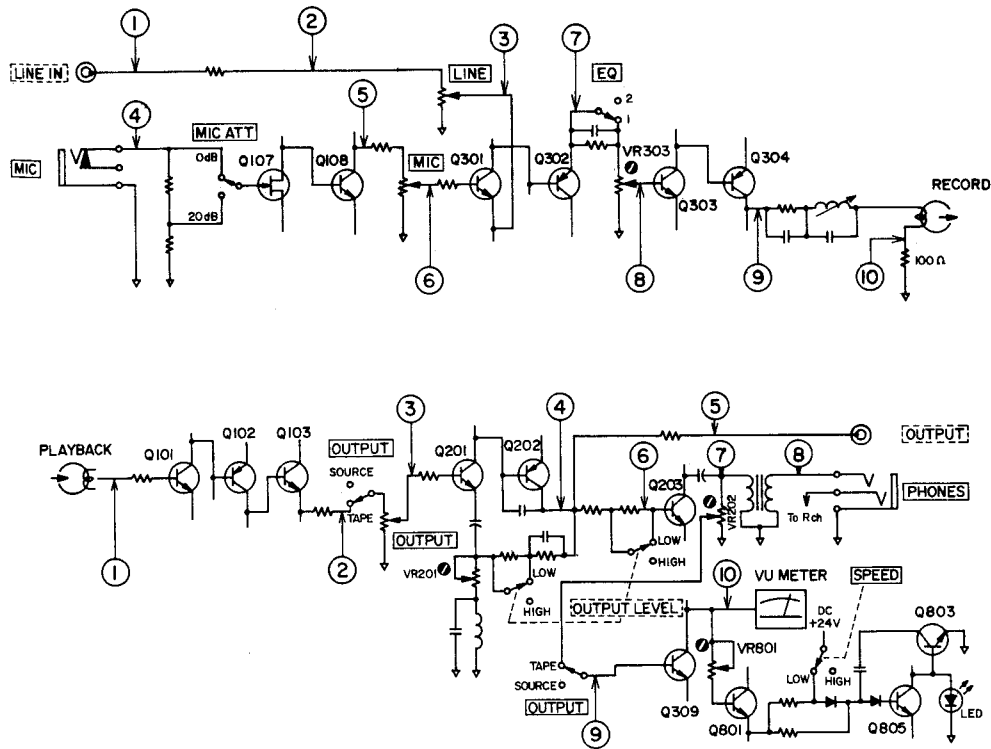 1
2
3
7
LINE IN
LINE
EQ
2
1
5
4
MIC ATT
0dB
Q107
Q108
MIC
Q301
Q302
VR303
Q304
MIC
20dB
Q303
RECORD
6
8
9
10
100Ω
3
4
5
PLAYBACK
Q101
Q102
Q103
OUTPUT
Q201
Q202
6
7
8
OUTPUT
SOURCE
Q203
PHONES
TAPE
VR202
To Rch
1
2
OUTPUT
VR201
LOW
HIGH
LOW
HIGH
OUTPUT LEVEL
10
VU METER
SPEED
DC
+24V
Q803
VR801
TAPE
SOURCE
LOW
HIGH
OUTPUT
9
Q309
Q801
Q805
LED